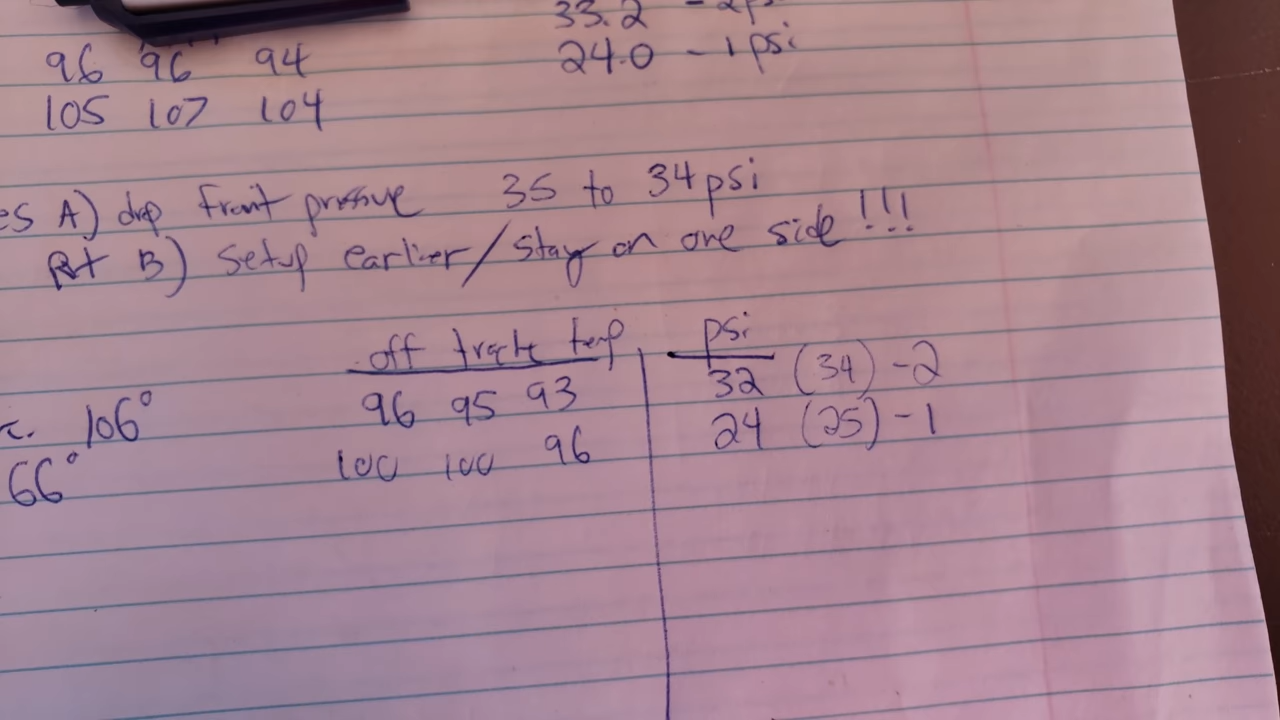 33.2 - 2ps
96 96 94 24.0 - 1 psi
105 107 104
es A) drop front pressure 35 to 34 psi
B) Setup earlier/stay on one side!!!
off track temp psi
96 95 93 32 (34) -2
106° 24 (25) -1
100 100 96
66°